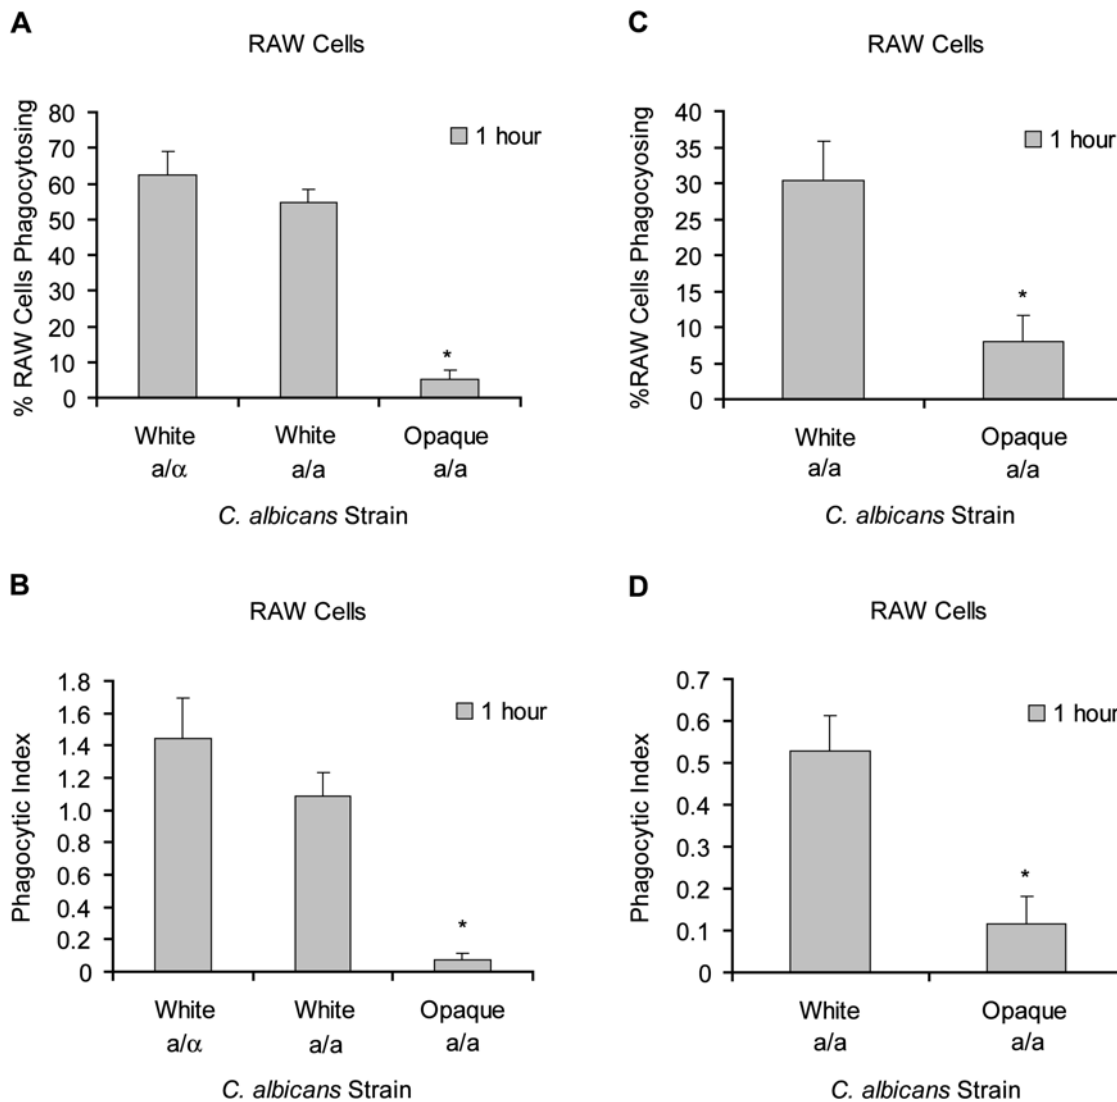 A
RAW Cells
% RAW Cells Phagocytosing
80
70
60
50
40
30
20
10
0
1 hour
*
White
a/α
White
a/a
Opaque
a/a
C. albicans Strain
C
RAW Cells
%RAW Cells Phagocyosing
40
35
30
25
20
15
10
5
0
1 hour
*
White
a/a
Opaque
a/a
C. albicans Strain
B
RAW Cells
Phagocytic Index
1.8
1.6
1.4
1.2
1.0
0.8
0.6
0.4
0.2
0
1 hour
*
White
a/α
White
a/a
Opaque
a/a
C. albicans Strain
D
RAW Cells
Phagocytic Index
0.7
0.6
0.5
0.4
0.3
0.2
0.1
0
1 hour
*
White
a/a
Opaque
a/a
C. albicans Strain